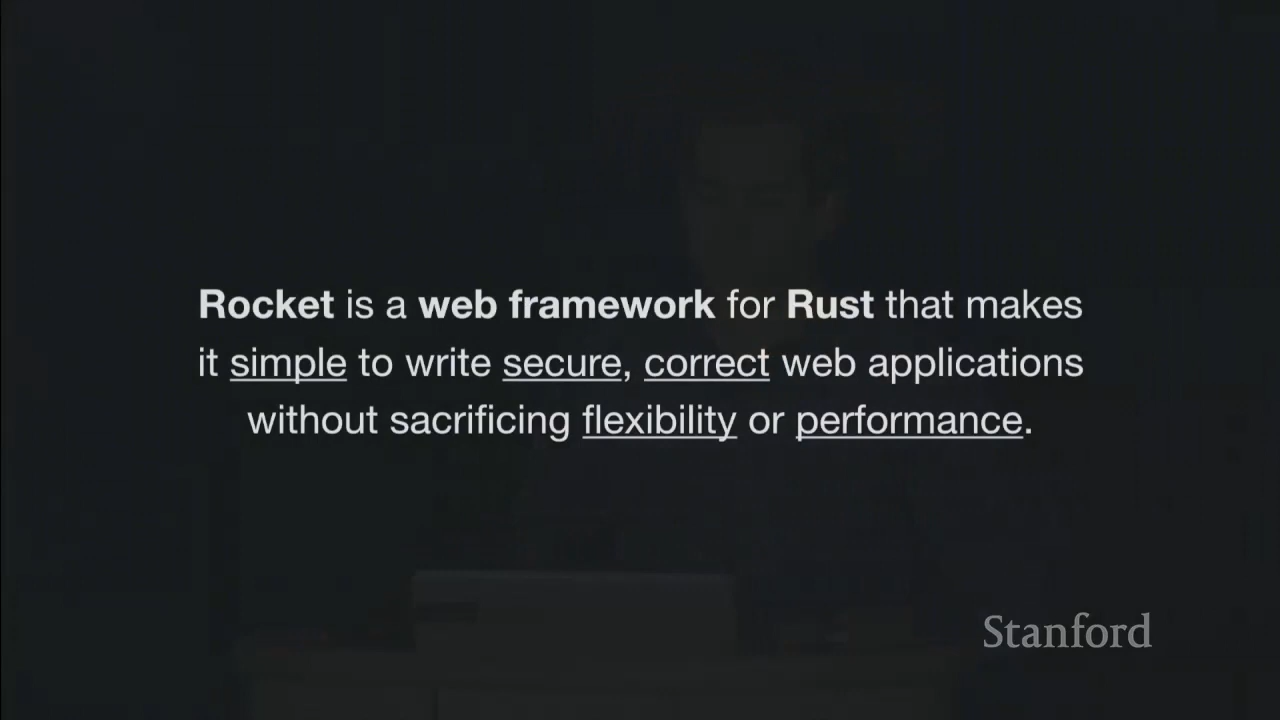 Rocket is a web framework for Rust that makes
it simple to write secure, correct web applications
without sacrificing flexibility or performance.
Stanford